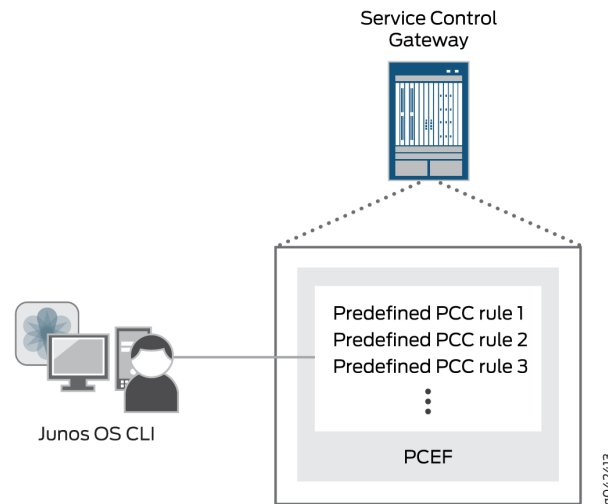 Service Control
Gateway
Predefined PCC rule 1
Predefined PCC rule 2
Predefined PCC rule 3
Junos OS CLI
PCEF
g042413